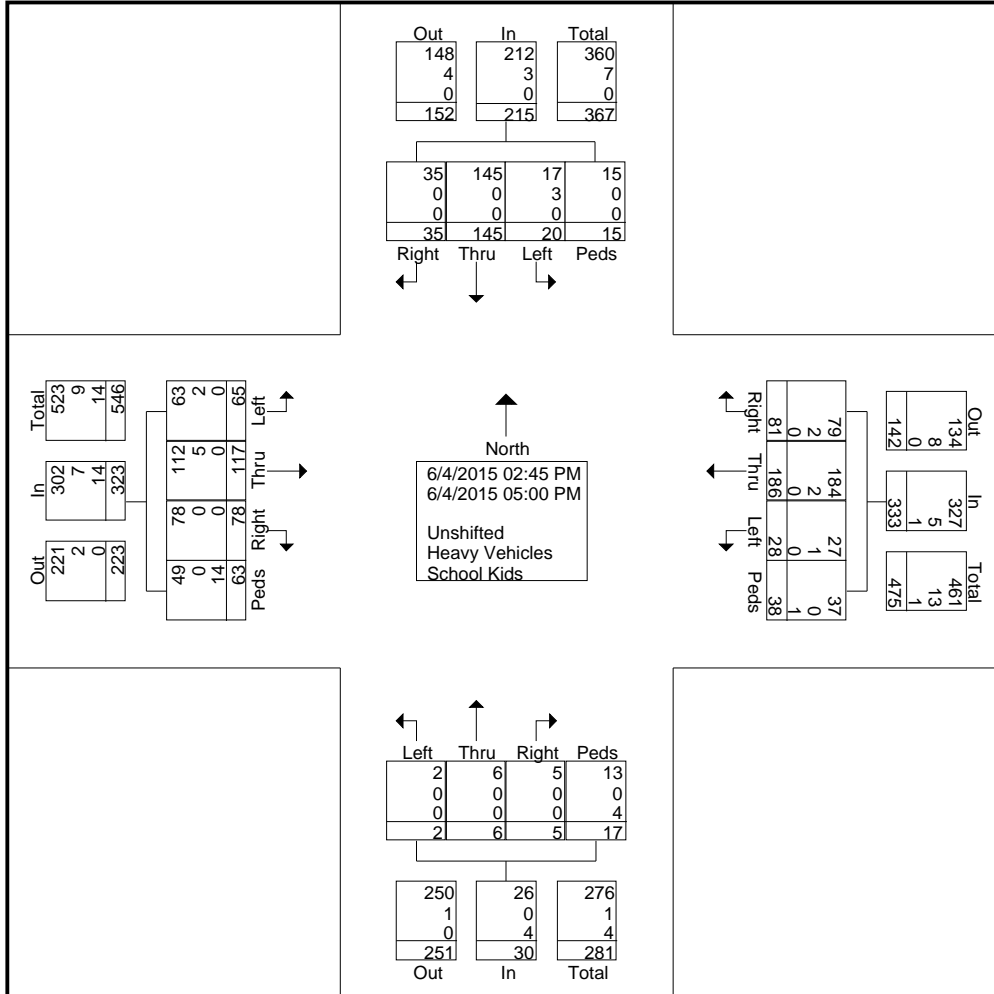 Out In Total
148 212 360
4 3 7
0 0 0
152 215 367
35 145 17 15
0 0 3 0
0 0 0 0
35 145 20 15
Right Thru Left Peds
Total
523
9
14
546
In
302
7
14
323
Out
221
2
0
223
63
2
0
65
Left
112
5
0
117
Thru
78
0
0
78
Right
49
0
14
63
Peds
North
6/4/2015 02:45 PM
6/4/2015 05:00 PM
Unshifted
Heavy Vehicles
School Kids
Right
79
2
0
81
Thru
184
2
0
186
Left
27
1
0
28
Peds
37
0
1
38
Out
134
8
0
142
In
327
5
1
333
Total
461
13
1
475
Left Thru Right Peds
2 6 5 13
0 0 0 0
0 0 0 4
2 6 5 17
250 26 276
1 0 1
0 4 4
251 30 281
Out In Total